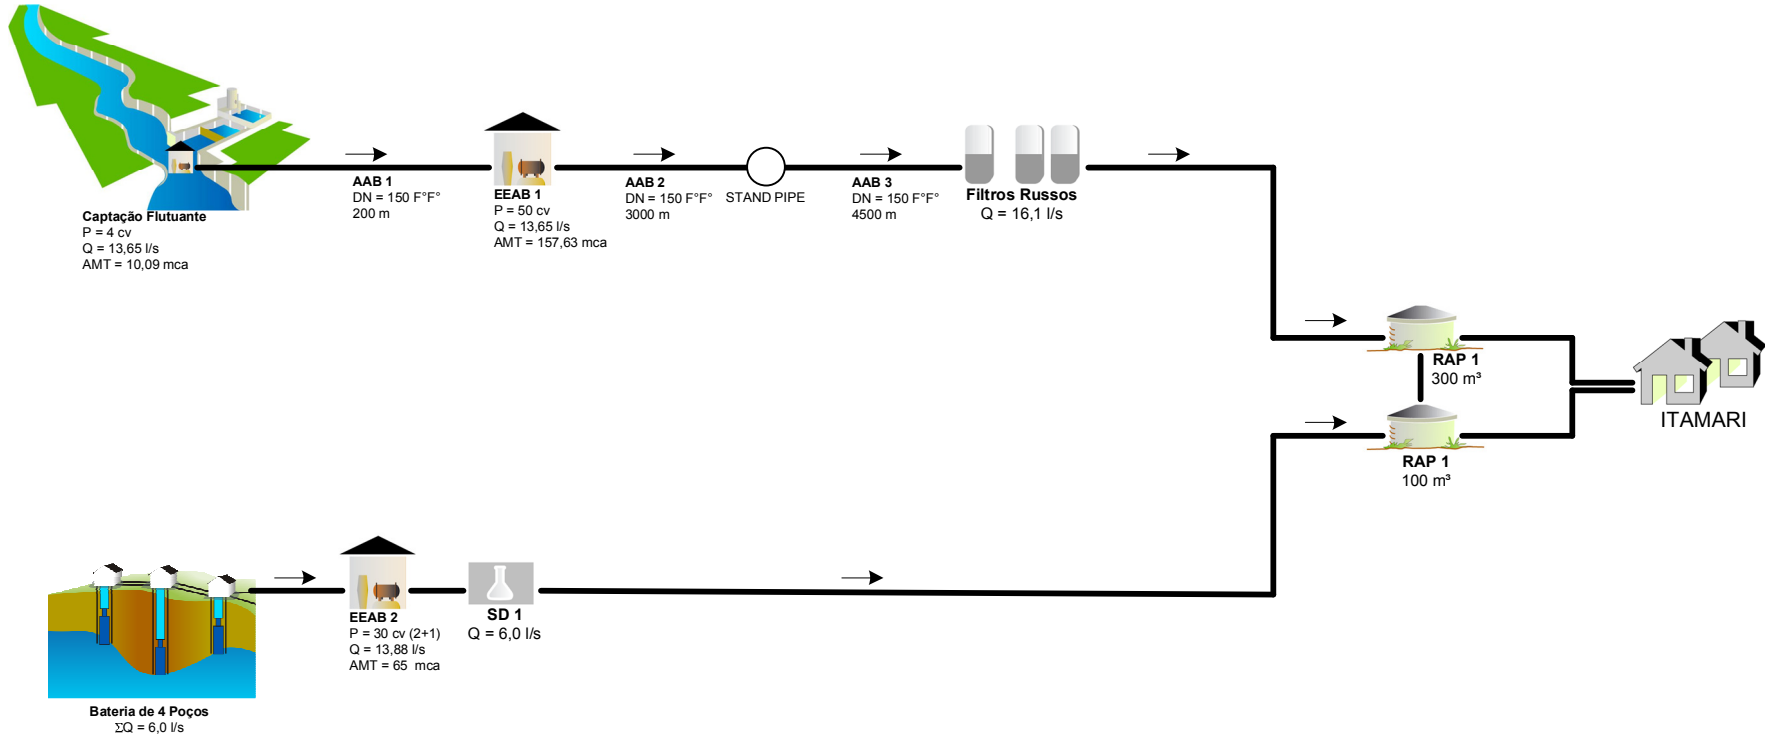 Captação Flutuante
P = 4 cv
Q = 13,65 l/s
AMT = 10,09 mca
AAB 1
DN = 150 F°F°
200 m
EEAB 1
P = 50 cv
Q = 13,65 l/s
AMT = 157,63 mca
AAB 2
DN = 150 F°F°
3000 m
STAND PIPE
AAB 3
DN = 150 F°F°
4500 m
Filtros Russos
Q = 16,1 l/s
RAP 1
300 m³
RAP 1
100 m³
ITAMARI
Bateria de 4 Poços
ΣQ = 6,0 l/s
EEAB 2
P = 30 cv (2+1)
Q = 13,88 l/s
AMT = 65 mca
SD 1
Q = 6,0 l/s